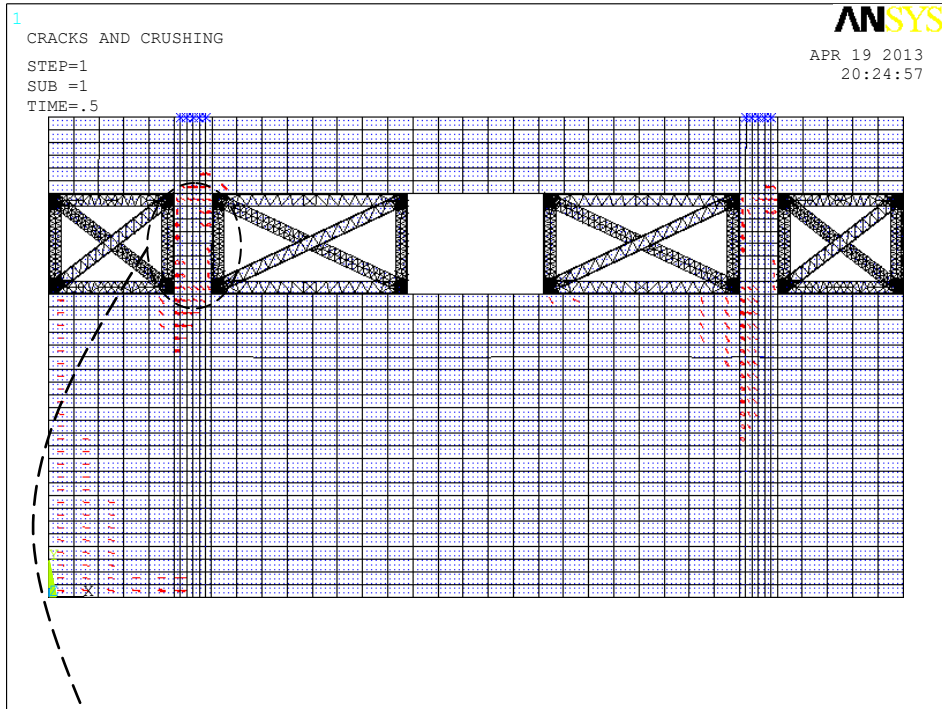 1
ANSYS
CRACKS AND CRUSHING
APR 19 2013
STEP=1
20:24:57
SUB =1
TIME=.5
X